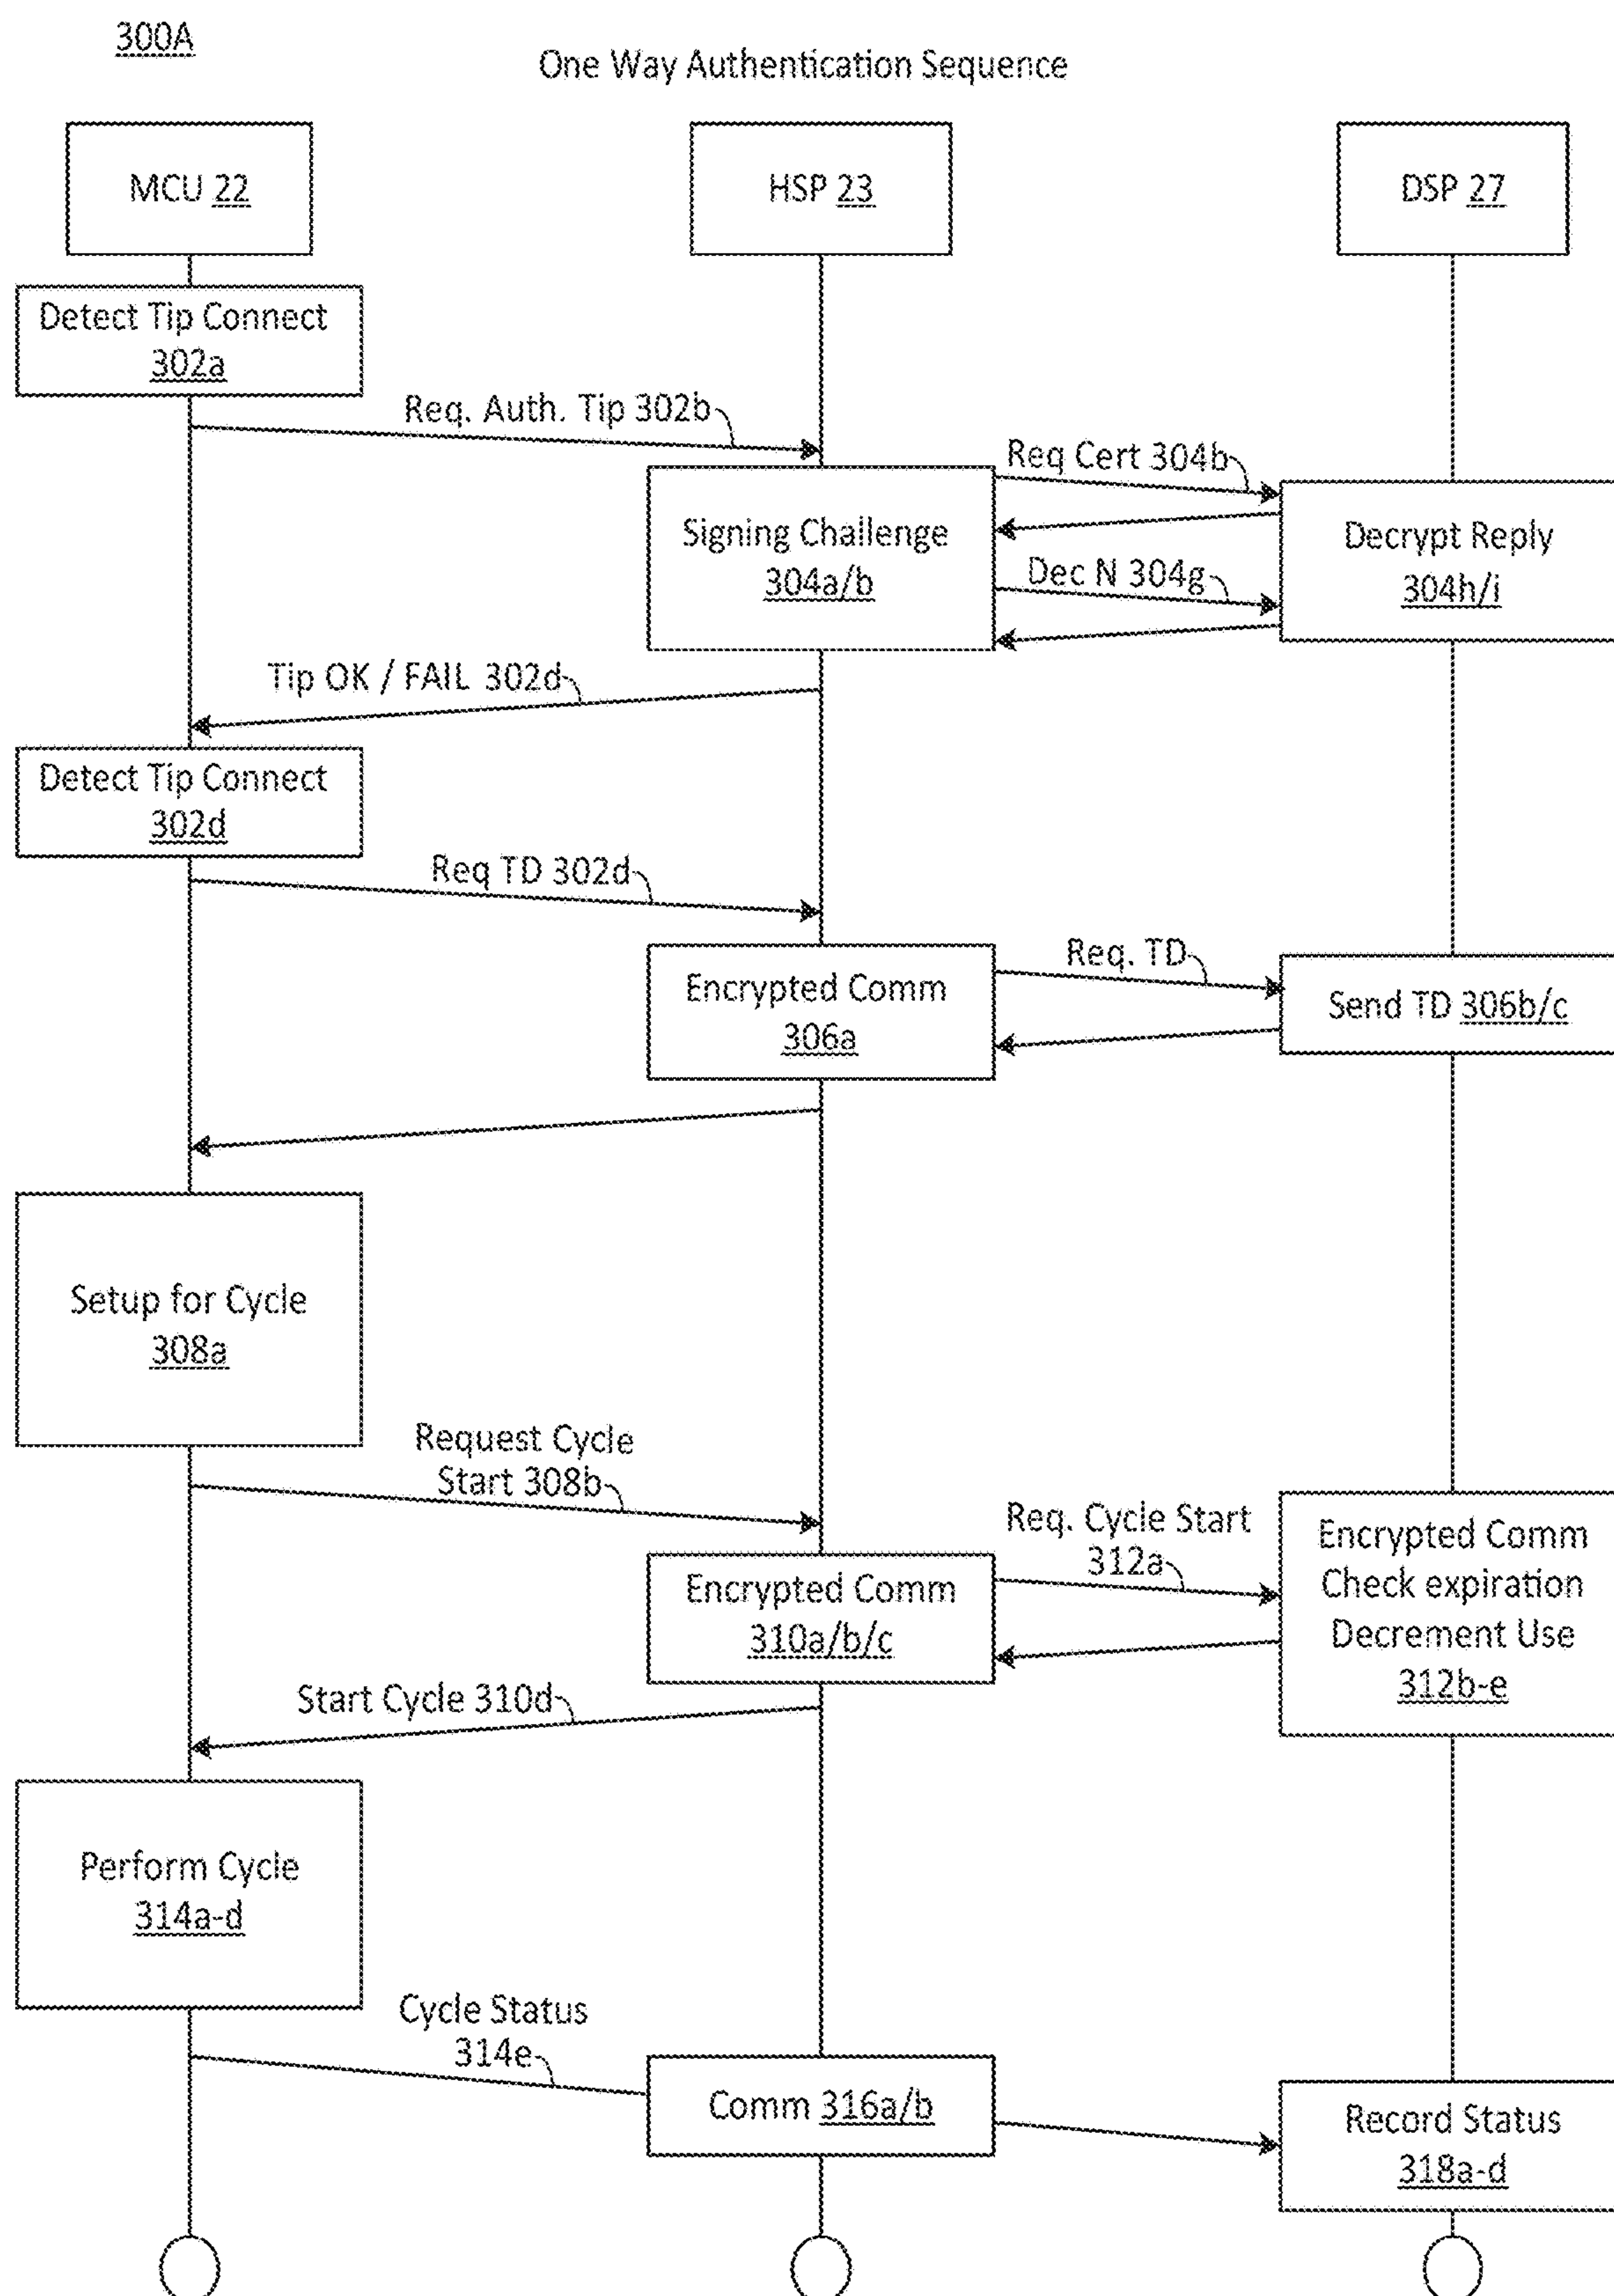 300A
One Way Authentication Sequence
MCU 22
HSP 23
DSP 27
Detect Tip Connect
302a
Req. Auth. Tip 302b
Req Cert 304b
Signing Challenge
304a/b
Decrypt Reply
304h/i
Dec N 304g
Tip OK / FAIL 302d
Detect Tip Connect
302d
Req TD 302d
Req. TD
Encrypted Comm
306a
Send TD 306b/c
Setup for Cycle
308a
Request Cycle
Start 308b
Req. Cycle Start
312a
Encrypted Comm
310a/b/c
Encrypted Comm
Check expiration
Decrement Use
312b-e
Start Cycle 310d
Perform Cycle
314a-d
Cycle Status
314e
Comm 316a/b
Record Status
318a-d